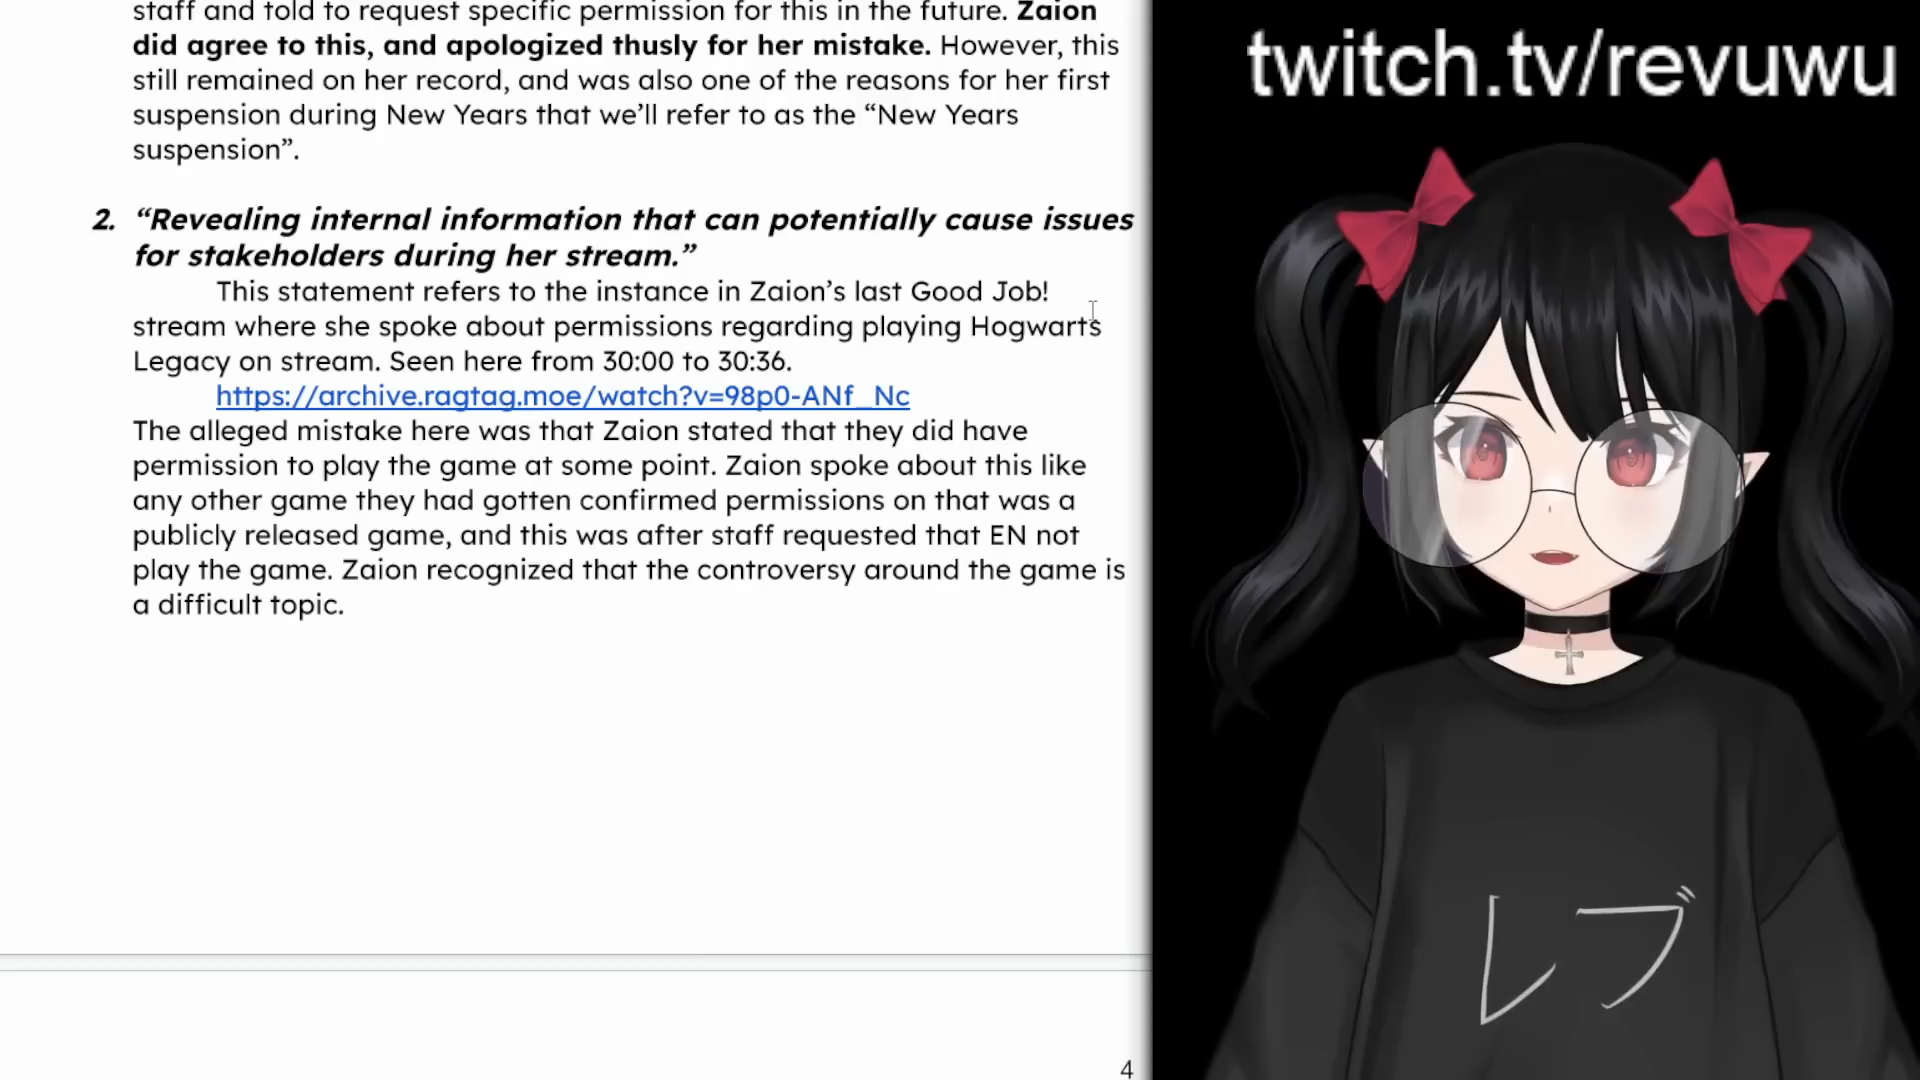 staff and told to request specific permission for this in the future. Zaion
did agree to this, and apologized thusly for her mistake. However, this
still remained on her record, and was also one of the reasons for her first
suspension during New Years that we’ll refer to as the “New Years
suspension”.
2. “Revealing internal information that can potentially cause issues
for stakeholders during her stream.”
This statement refers to the instance in Zaion’s last Good Job!
stream where she spoke about permissions regarding playing Hogwarts
Legacy on stream. Seen here from 30:00 to 30:36.
https://archive.ragtag.moe/watch?v=98p0-ANf_Nc
The alleged mistake here was that Zaion stated that they did have
permission to play the game at some point. Zaion spoke about this like
any other game they had gotten confirmed permissions on that was a
publicly released game, and this was after staff requested that EN not
play the game. Zaion recognized that the controversy around the game is
a difficult topic.
4
twitch.tv/revuwu
レブ